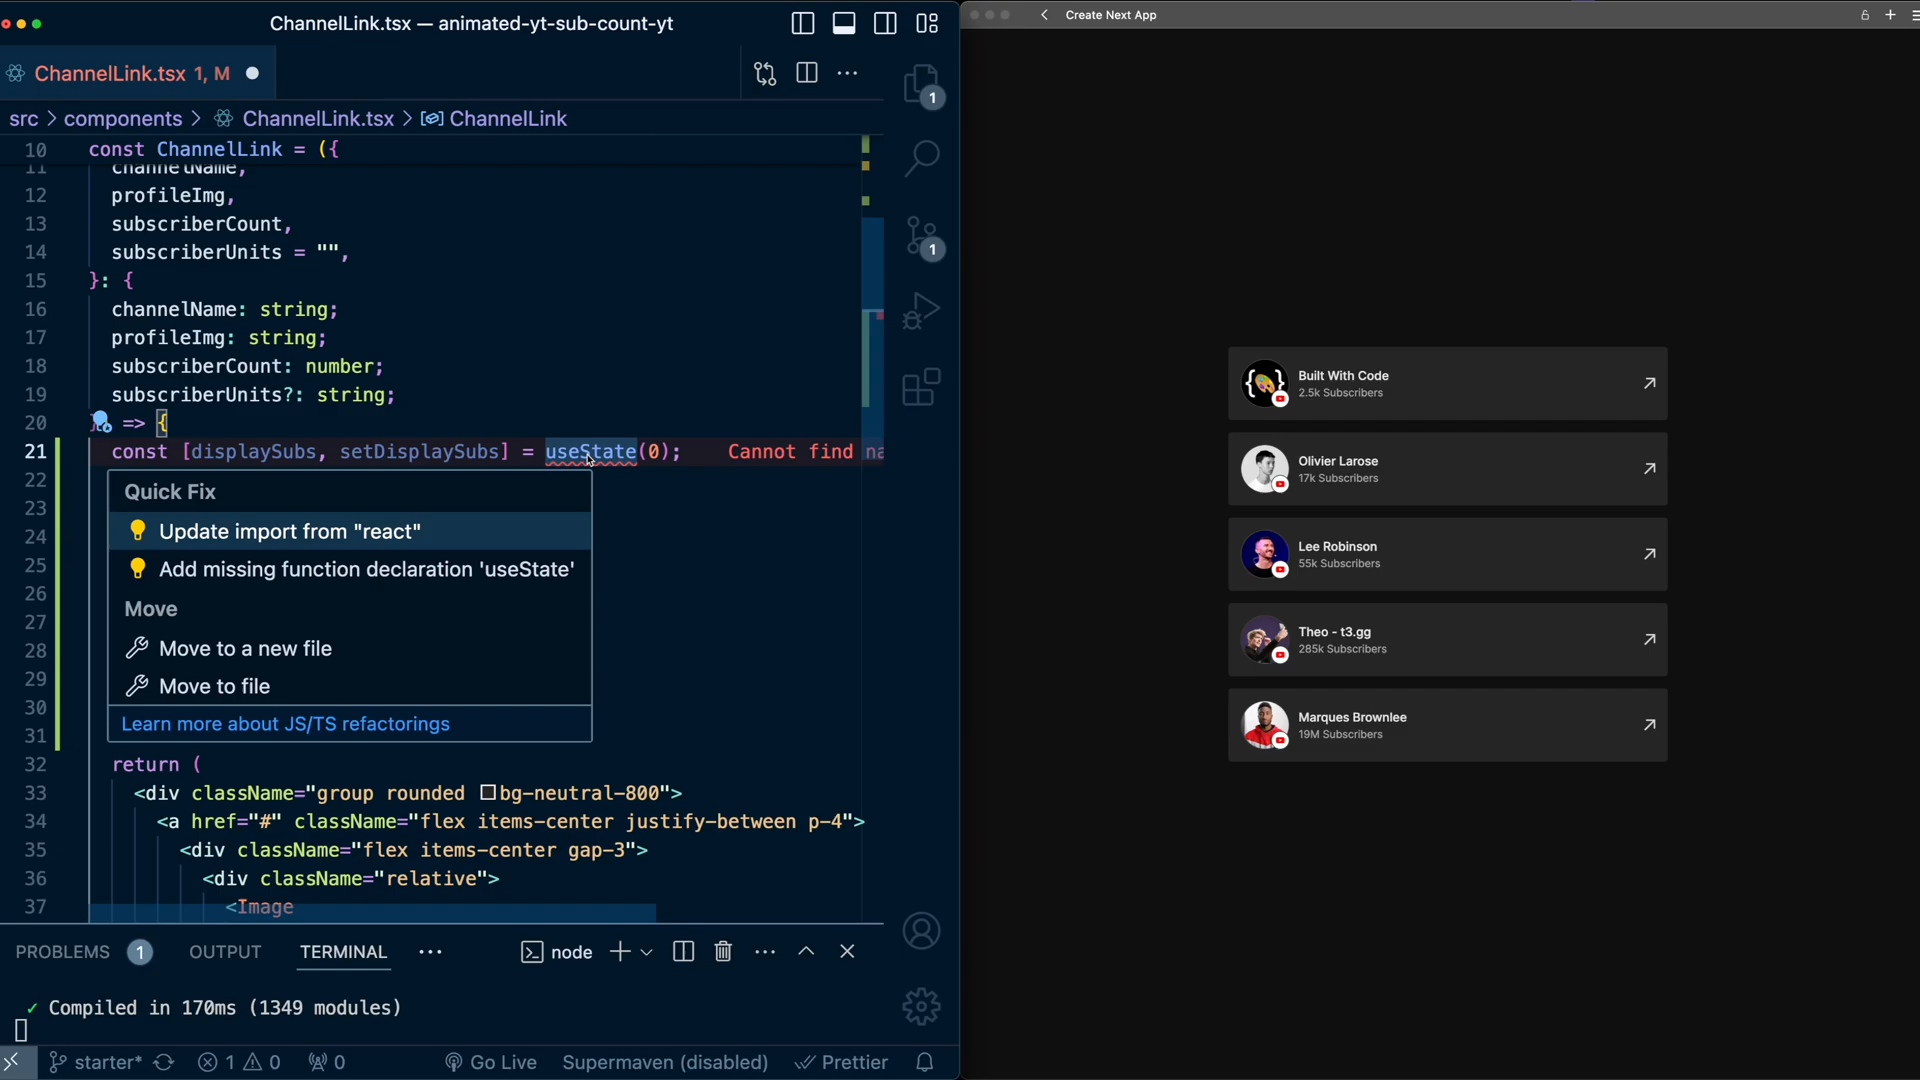 ChannelLink.tsx — animated-yt-sub-count-yt
ChannelLink.tsx 1, M
1
src > components > ChannelLink.tsx > ChannelLink
10 const ChannelLink = ({
11 channelName,
12 profileImg,
13 subscriberCount,
14 subscriberUnits = "",
15 }: {
16 channelName: string;
17 profileImg: string;
18 subscriberCount: number;
19 subscriberUnits?: string;
20 } => {
21 const [displaySubs, setDisplaySubs] = useState(0); Cannot find na
22
23
24
25
26
27
28
29
30
31
Quick Fix
Update import from "react"
Add missing function declaration 'useState'
Move
Move to a new file
Move to file
Learn more about JS/TS refactorings
32 return (
33 <div className="group rounded bg-neutral-800">
34 <a href="#" className="flex items-center justify-between p-4">
35 <div className="flex items-center gap-3">
36 <div className="relative">
37 <Image
1
PROBLEMS 1 OUTPUT TERMINAL ··· node
✓ Compiled in 170ms (1349 modules)
starter* 1 0 0 Go Live Supermaven (disabled) Prettier
Create Next App
Built With Code
2.5k Subscribers
Olivier Larose
17k Subscribers
Lee Robinson
55k Subscribers
Theo - t3.gg
285k Subscribers
Marques Brownlee
19M Subscribers